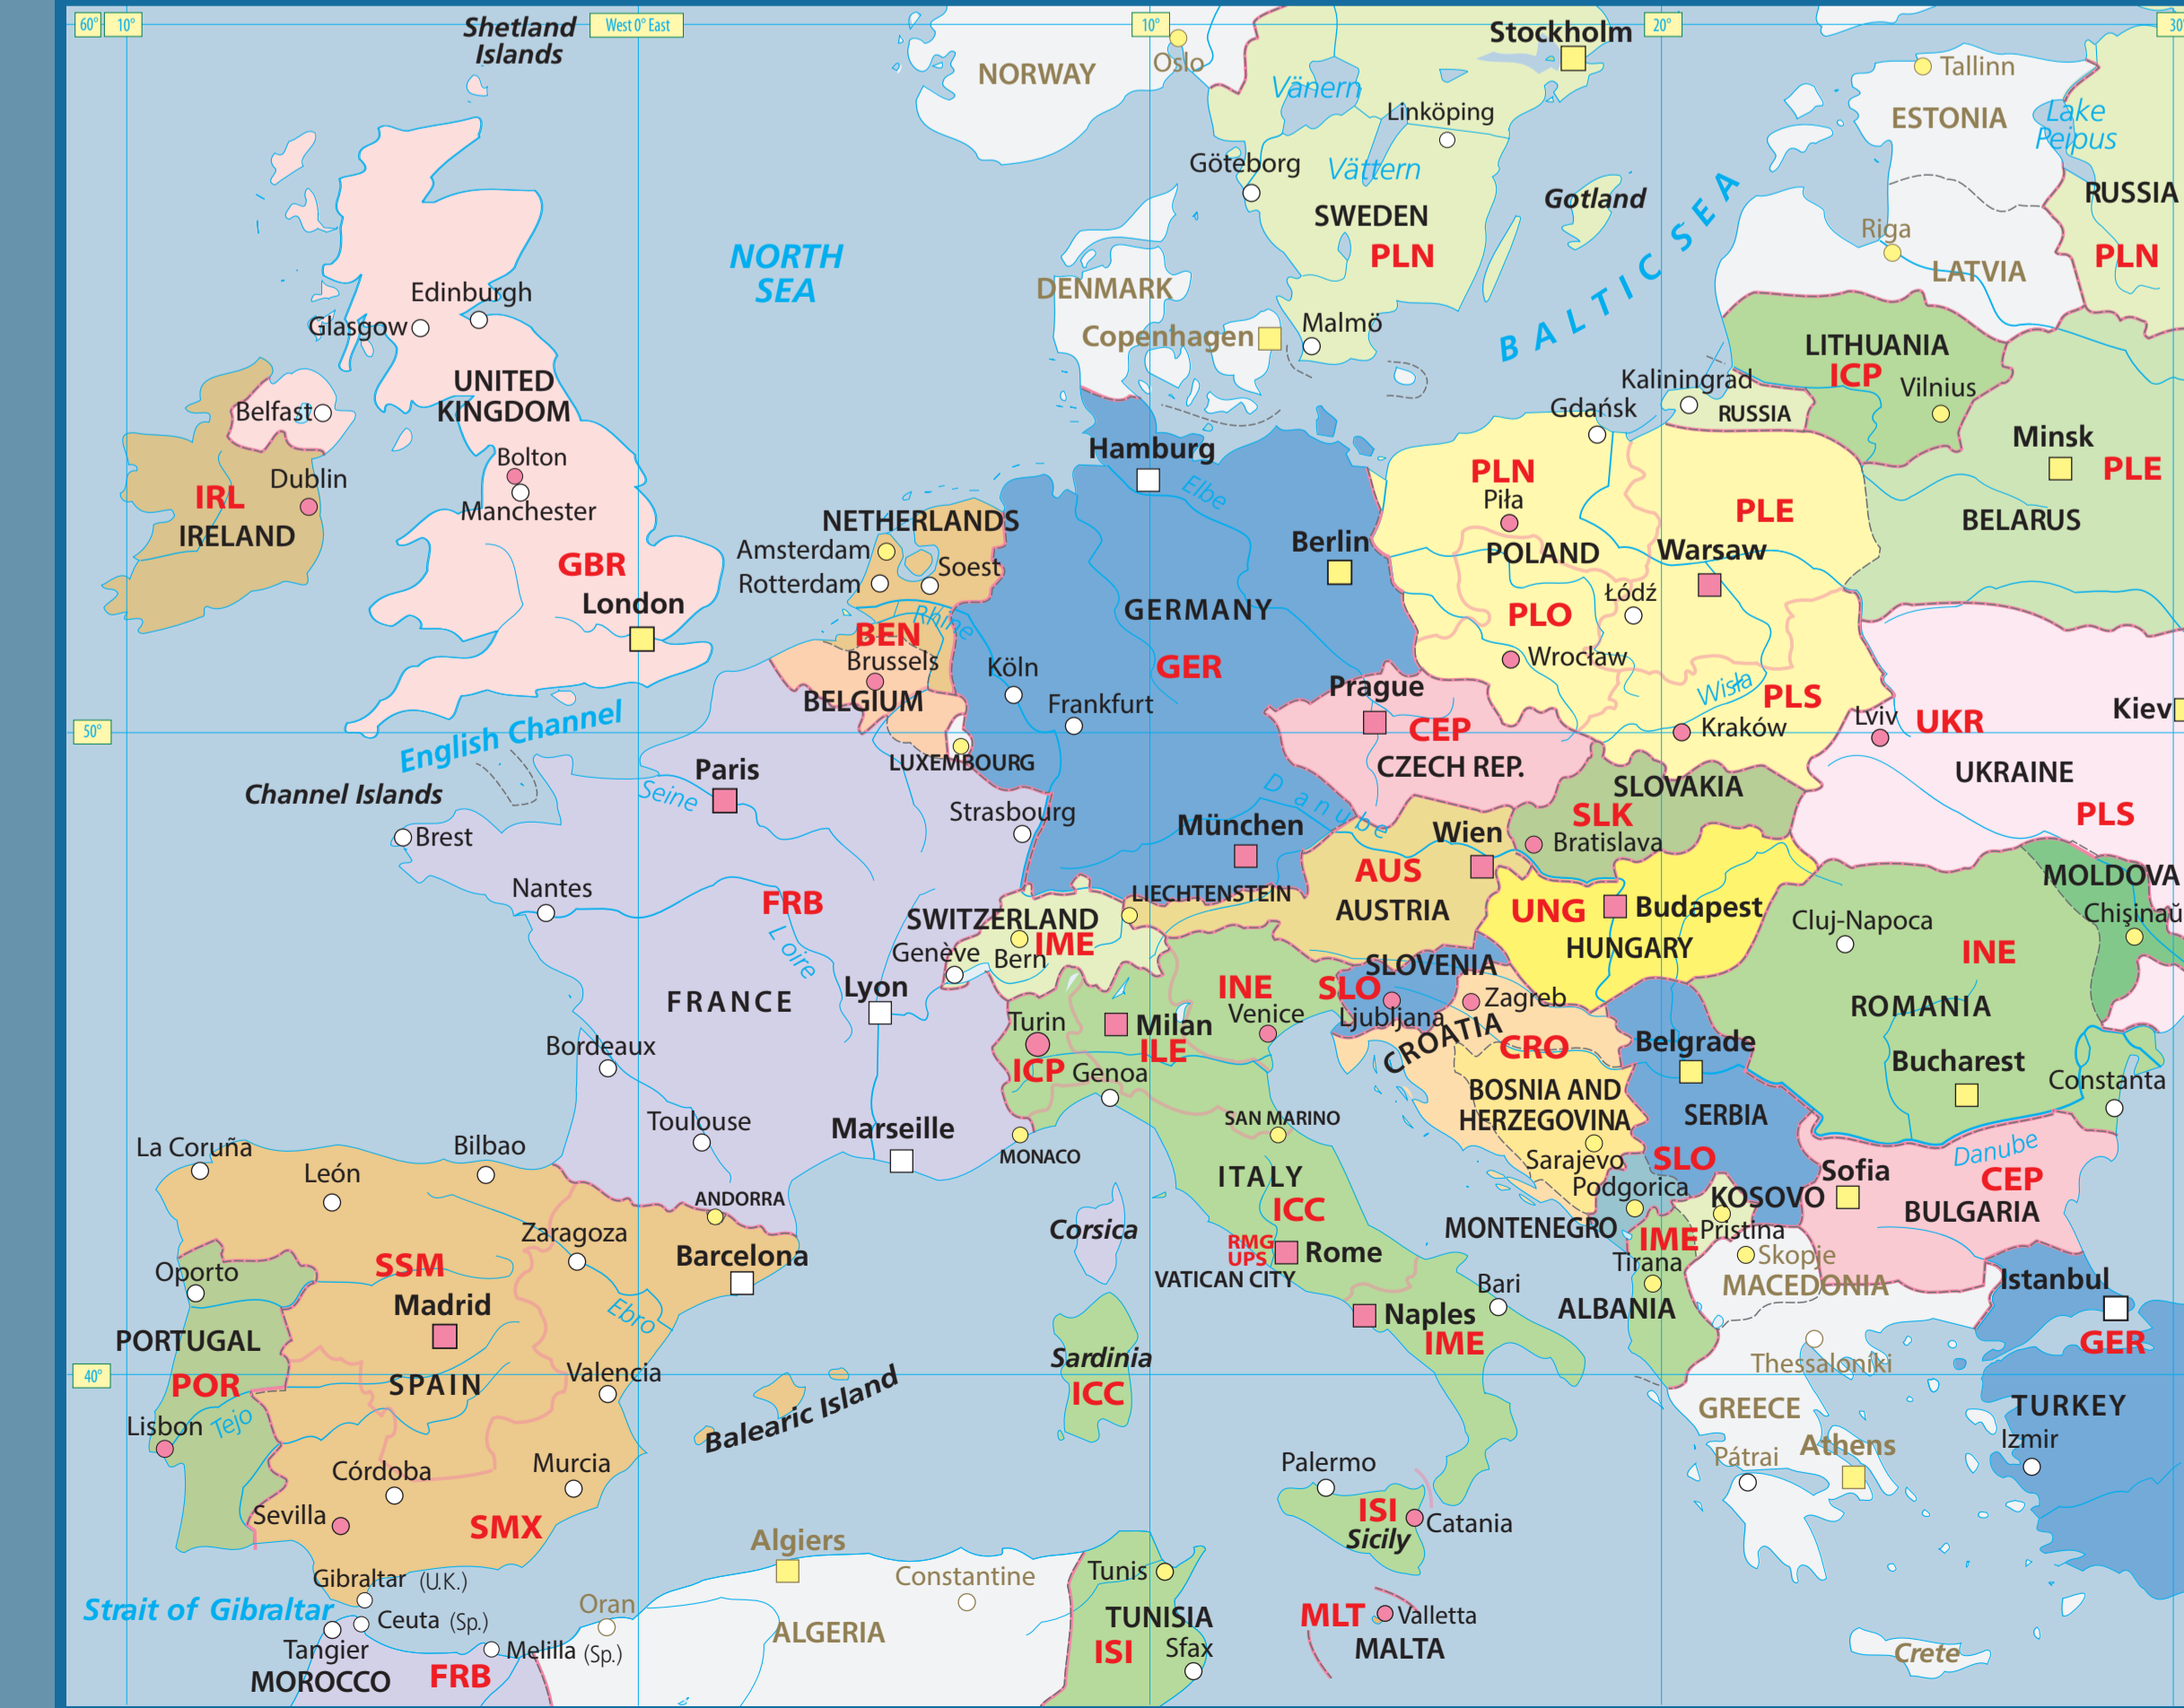 60°
10°
West 0° East
10°
20°
30°
Shetland
Islands
NORWAY
Oslo
Stockholm
Vänern
Linköping
Göteborg
Vättern
SWEDEN
PLN
Gotland
BALTIC SEA
Tallinn
ESTONIA
Lake
Peipus
RUSSIA
PLN
Riga
LATVIA
NORTH
SEA
DENMARK
Copenhagen
Malmö
LITHUANIA
ICP
Vilnius
Kaliningrad
RUSSIA
Gdańsk
Minsk
PLE
BELARUS
Edinburgh
Glasgow
UNITED
KINGDOM
Belfast
Bolton
Manchester
Dublin
IRL
IRELAND
GBR
London
Hamburg
Elbe
NETHERLANDS
Amsterdam
Rotterdam
Soest
Rhine
BEN
Brussels
BELGIUM
Berlin
GERMANY
GER
Köln
Frankfurt
PLN
Piła
POLAND
PLE
Warsaw
PLO
Łódź
Wrocław
Wisła
PLS
Kraków
Lviv
UKR
Kiev
UKRAINE
PLS
Prague
CEP
CZECH REP.
50°
English Channel
Channel Islands
LUXEMBOURG
Paris
Seine
Brest
Strasbourg
München
Danube
Wien
SLOVAKIA
SLK
Bratislava
AUS
AUSTRIA
LIECHTENSTEIN
Nantes
FRB
Loire
SWITZERLAND
IME
Bern
Genève
UNG
Budapest
HUNGARY
MOLDOVA
Chişinaŭ
Cluj-Napoca
INE
ROMANIA
Bucharest
Constanta
FRANCE
Lyon
Bordeaux
Toulouse
Marseille
Turin
ICP
Milan
ILE
Genoa
INE
Venice
SLOVENIA
SLO
Ljubljana
Zagreb
CROATIA
CRO
Belgrade
SERBIA
SLO
BOSNIA AND
HERZEGOVINA
Sarajevo
SAN MARINO
MONACO
ITALY
ICC
RMG
UPS
Rome
VATICAN CITY
Corsica
Podgorica
MONTENEGRO
KOSOVO
Pristina
IME
Tirana
ALBANIA
Skopje
MACEDONIA
Sofia
Danube
CEP
BULGARIA
Istanbul
GER
TURKEY
Izmir
La Coruña
León
Bilbao
ANDORRA
Zaragoza
Barcelona
Oporto
SSM
Madrid
Ebro
PORTUGAL
POR
SPAIN
Valencia
40°
Lisbon
Tejo
Córdoba
Murcia
Sevilla
SMX
Balearic Island
Sardinia
ICC
Naples
IME
Bari
Thessaloníki
GREECE
Pátrai
Athens
Palermo
ISI
Sicily
Catania
Gibraltar (U.K.)
Strait of Gibraltar
Ceuta (Sp.)
Tangier
MOROCCO
FRB
Melilla (Sp.)
Oran
Algiers
Constantine
ALGERIA
Tunis
TUNISIA
ISI
Sfax
MLT
Valletta
MALTA
Crete